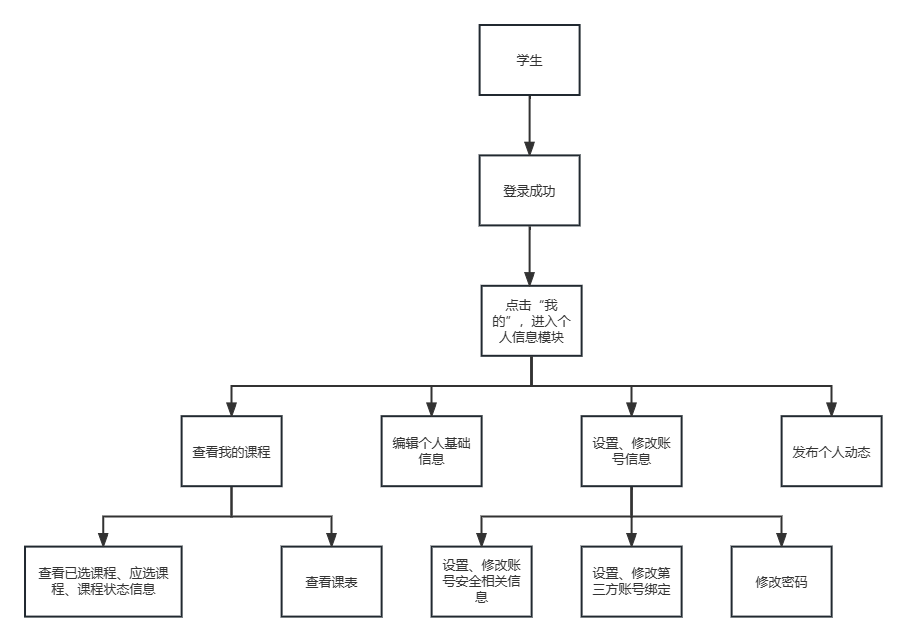 学生
登录成功
点击“我
的”，进入个
人信息模块
查看我的课程
编辑个人基础
信息
设置、修改账
号信息
发布个人动态
查看已选课程、应选课
程、课程状态信息
查看课表
设置、修改账
号安全相关信
息
设置、修改第
三方账号绑定
修改密码